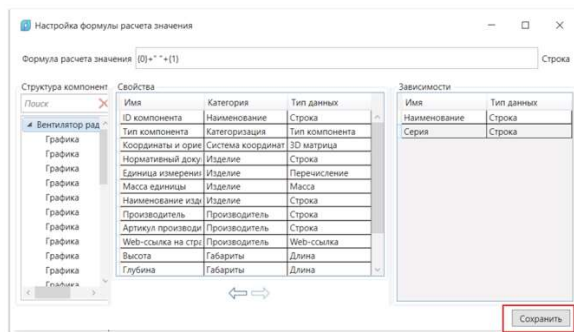 Настройка формулы расчета значения
Формула расчета значения {0}+" "+{1} Строка
Структура компонент Свойства Зависимости
Поиск
Имя Категория Тип данных
Имя Тип данных
Вентилятор рад
ID компонента Наименование Строка
Наименование Строка
Графика
Тип компонента Категоризация Тип компонента
Серия Строка
Графика
Координаты и орие Система координат 3D матрица
Графика
Нормативный доку Изделие Строка
Графика
Единица измерени Изделие Перечисление
Графика
Масса единицы Изделие Масса
Графика
Наименование изде Изделие Строка
Графика
Производитель Производитель Строка
Графика
Артикул производи Производитель Строка
Графика
Web-ссылка на стра Производитель Web-ссылка
Графика
Высота Габариты Длина
Графика
Глубина Габариты Длина
Сохранить